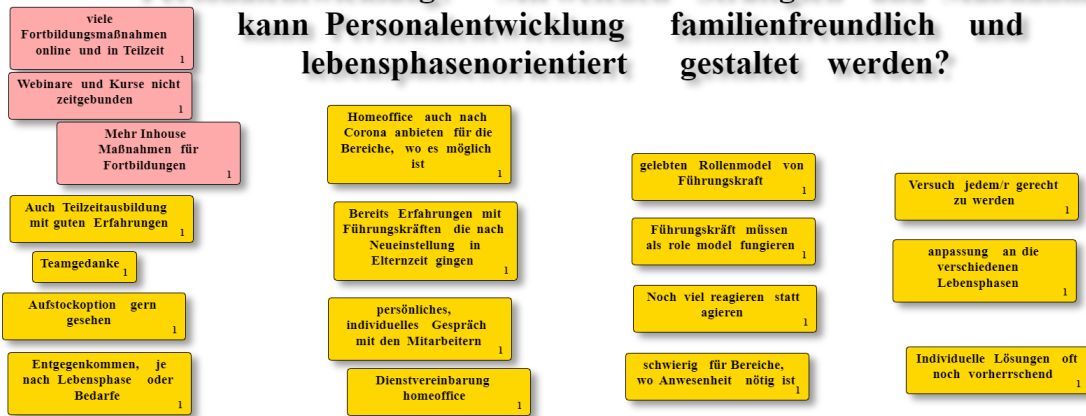 kann Personalentwicklung familienfreundlich und
lebensphasenorientiert gestaltet werden?
viele
Fortbildungsmaßnahmen
online und in Teilzeit
1
Webinare und Kurse nicht
zeitgebunden
1
Mehr Inhouse
Maßnahmen für
Fortbildungen
1
Auch Teilzeitausbildung
mit guten Erfahrungen
1
Teamgedanke
1
Aufstockoption gern
gesehen
1
Entgegenkommen, je
nach Lebensphase oder
Bedarfe
1
Homeoffice auch nach
Corona anbieten für die
Bereiche, wo es möglich
ist
1
Bereits Erfahrungen mit
Führungskräften die nach
Neueinstellung in
Elternzeit gingen
1
persönliches,
individuelles Gespräch
mit den Mitarbeitern
1
Dienstvereinbarung
homeoffice
1
gelebten Rollenmodel von
Führungskraft
1
Führungskräft müssen
als role model fungieren
1
Noch viel reagieren statt
agieren
1
schwierig für Bereiche,
wo Anwesenheit nötig ist
1
Versuch jedem/r gerecht
zu werden
1
anpassung an die
verschiedenen
Lebensphasen
1
Individuelle Lösungen oft
noch vorherrschend
1